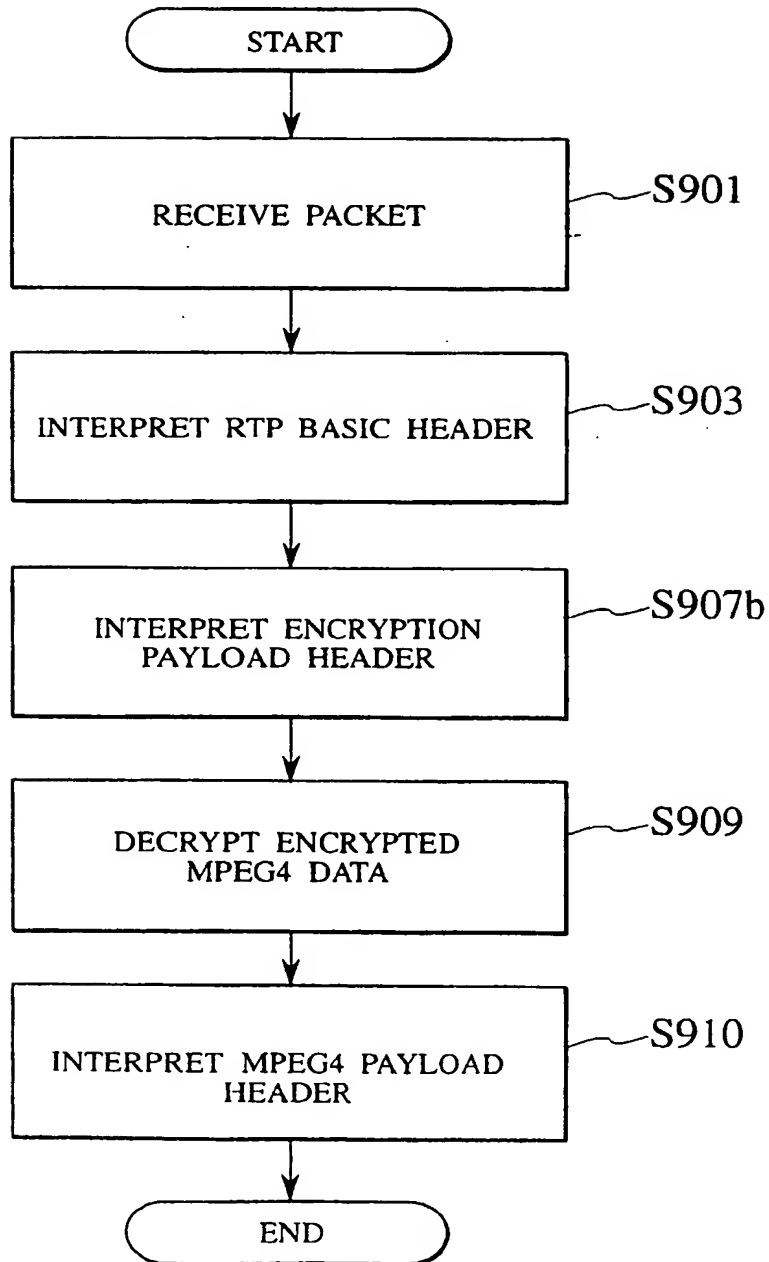 START
RECEIVE PACKET
S901
INTERPRET RTP BASIC HEADER
S903
INTERPRET ENCRYPTION
PAYLOAD HEADER
S907b
DECRYPT ENCRYPTED
MPEG4 DATA
S909
INTERPRET MPEG4 PAYLOAD
HEADER
S910
END